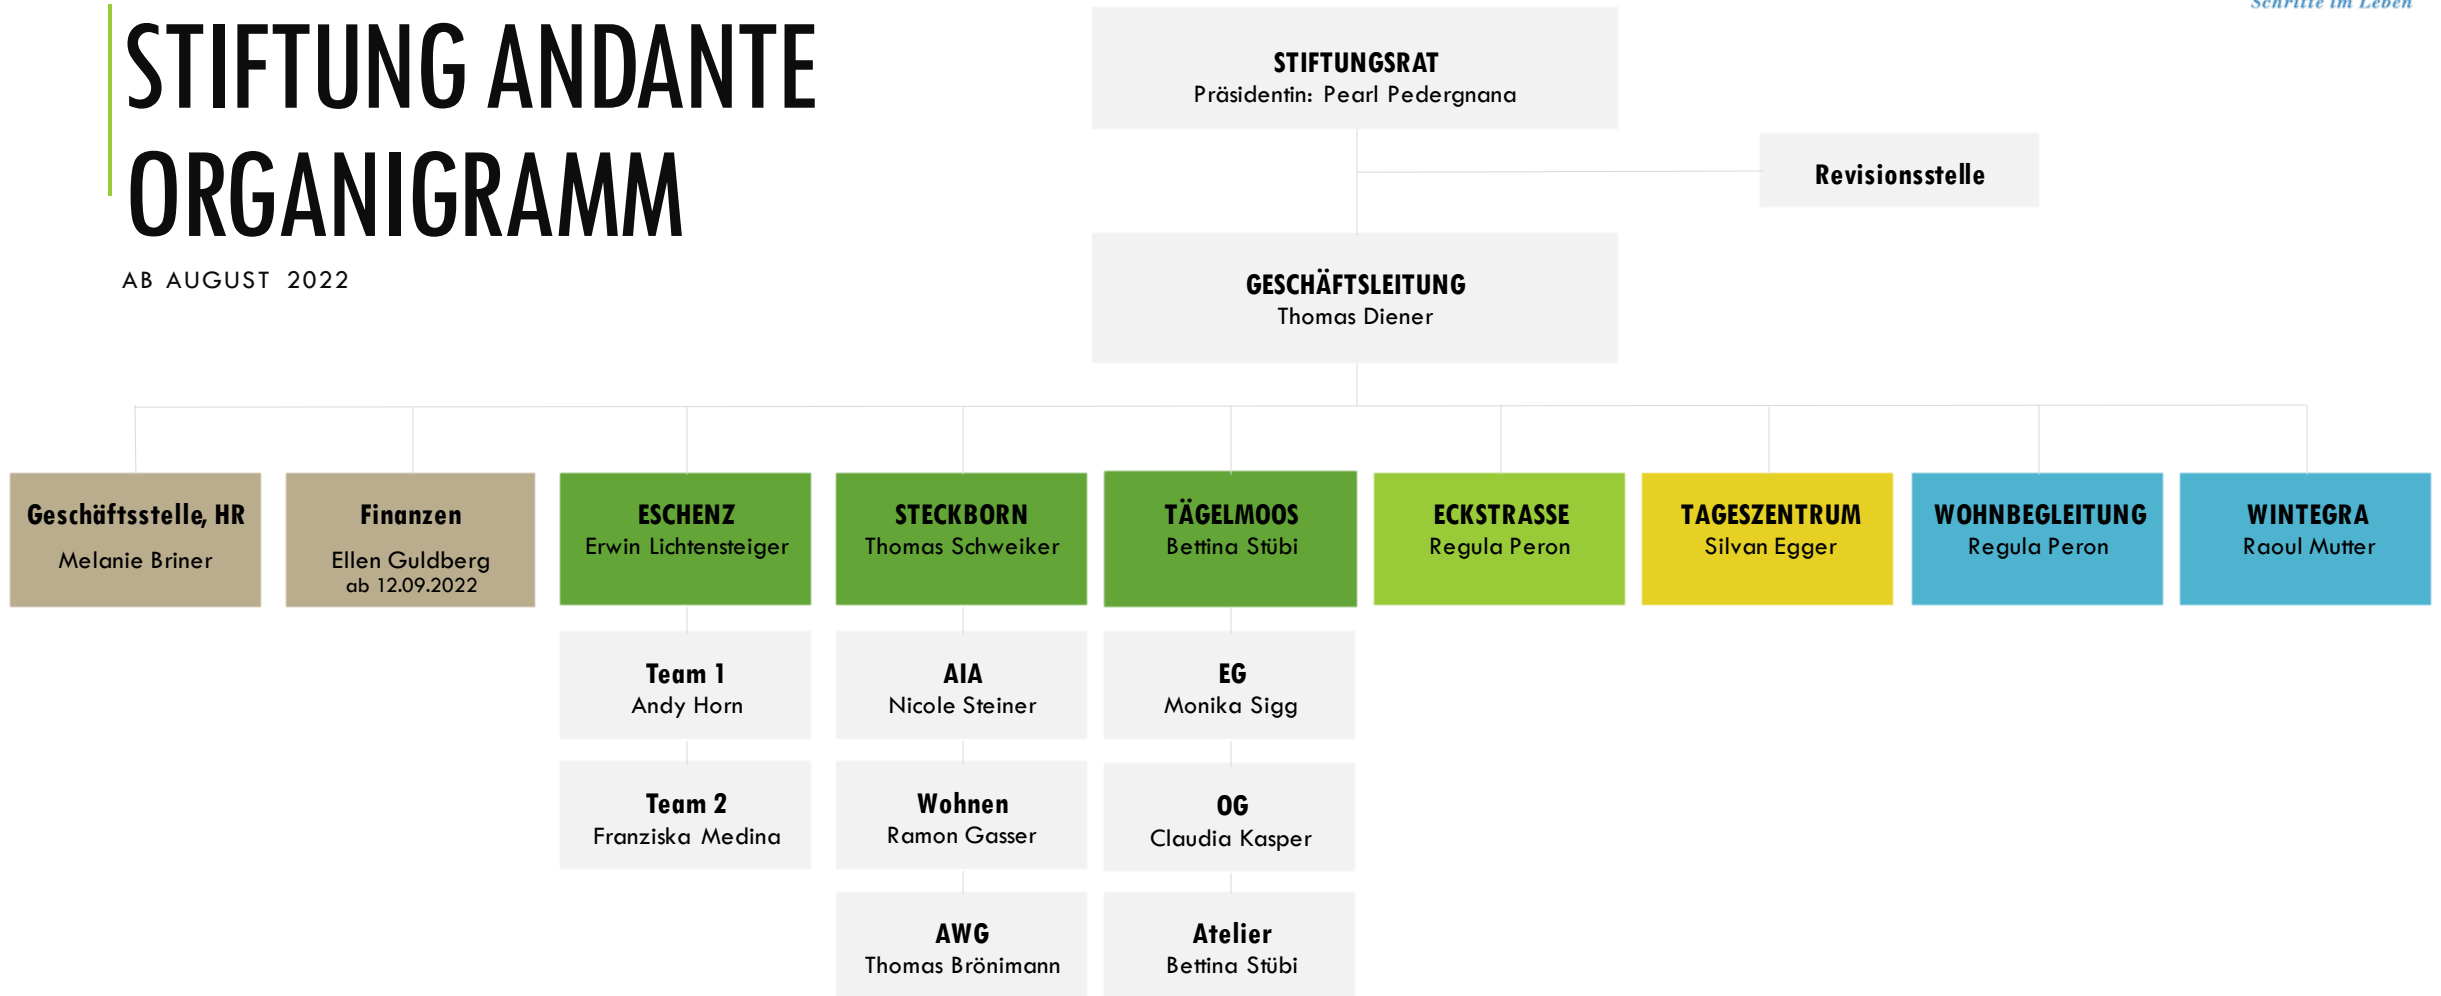 Schritte im Leben
STIFTUNG ANDANTE
ORGANIGRAMM
AB AUGUST 2022
STIFTUNGSRAT
Präsidentin: Pearl Pedergnana
Revisionsstelle
GESCHÄFTSLEITUNG
Thomas Diener
Geschäftsstelle, HR
Melanie Briner
Finanzen
Ellen Guldberg
ab 12.09.2022
ESCHENZ
Erwin Lichtensteiger
STECKBORN
Thomas Schweiker
TÄGELMOOS
Bettina Stübi
ECKSTRASSE
Regula Peron
TAGESZENTRUM
Silvan Egger
WOHNBEGLEITUNG
Regula Peron
WINTEGRA
Raoul Mutter
Team 1
Andy Horn
AIA
Nicole Steiner
EG
Monika Sigg
Team 2
Franziska Medina
Wohnen
Ramon Gasser
OG
Claudia Kasper
AWG
Thomas Brönimann
Atelier
Bettina Stübi